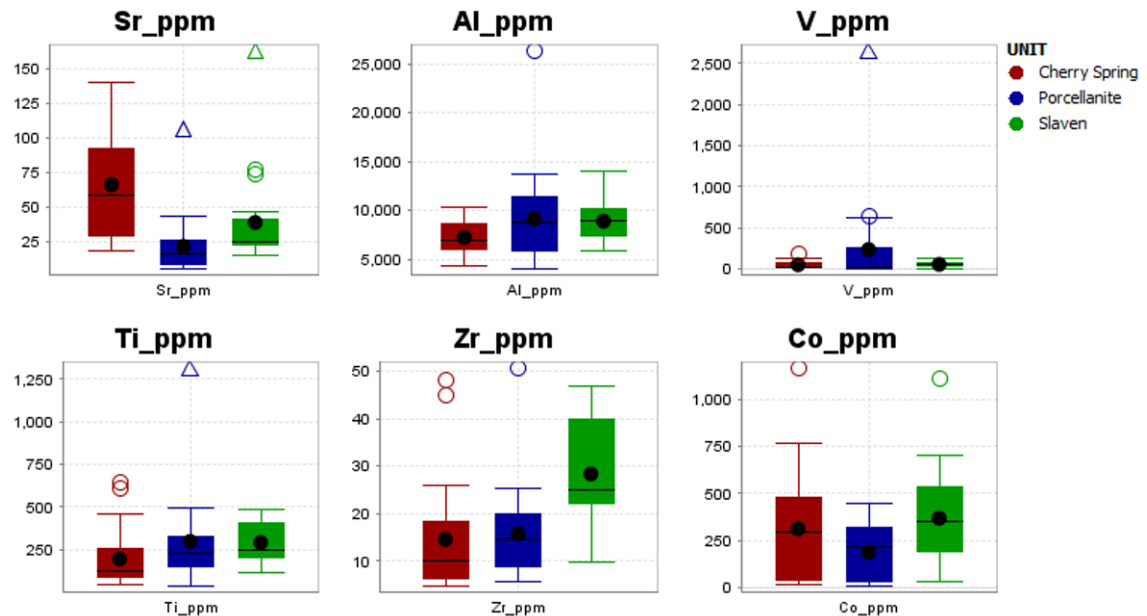 Sr_ppm
150
125
100
75
50
25
Sr_ppm
Al_ppm
25,000
20,000
15,000
10,000
5,000
Al_ppm
V_ppm
2,500
2,000
1,500
1,000
500
0
V_ppm
UNIT
Cherry Spring
Porcellanite
Slaven
Ti_ppm
1,250
1,000
750
500
250
Ti_ppm
Zr_ppm
50
40
30
20
10
Zr_ppm
Co_ppm
1,000
750
500
250
0
Co_ppm